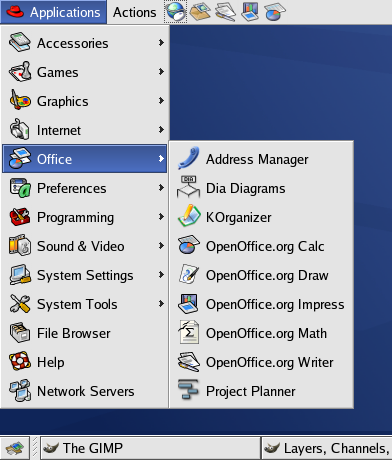 Applications Actions
Accessories
Games
Graphics
Internet
Office
Preferences
Programming
Sound & Video
System Settings
System Tools
File Browser
Help
Network Servers
Address Manager
DIA
Dia Diagrams
KOrganizer
OpenOffice.org Calc
OpenOffice.org Draw
OpenOffice.org Impress
OpenOffice.org Math
OpenOffice.org Writer
Project Planner
The GIMP
Layers, Channels,